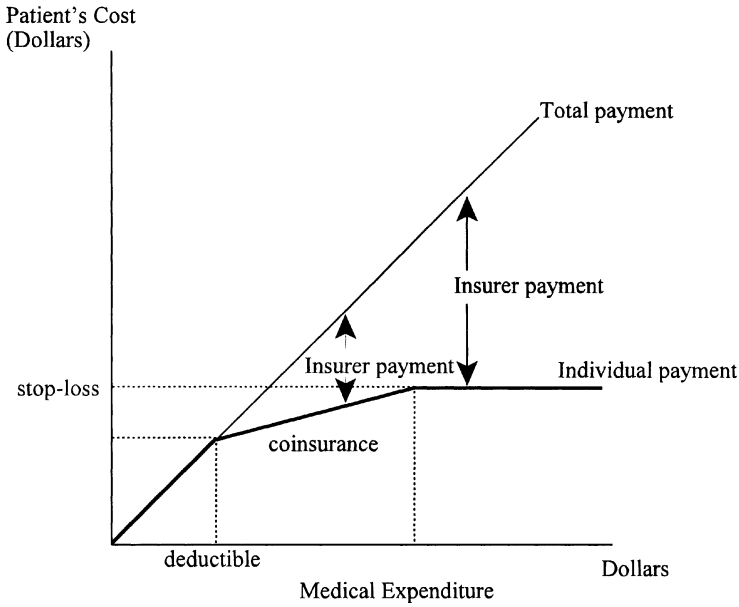 Patient's Cost
(Dollars)
Total payment
Insurer payment
Insurer payment
Individual payment
stop-loss
coinsurance
deductible
Dollars
Medical Expenditure